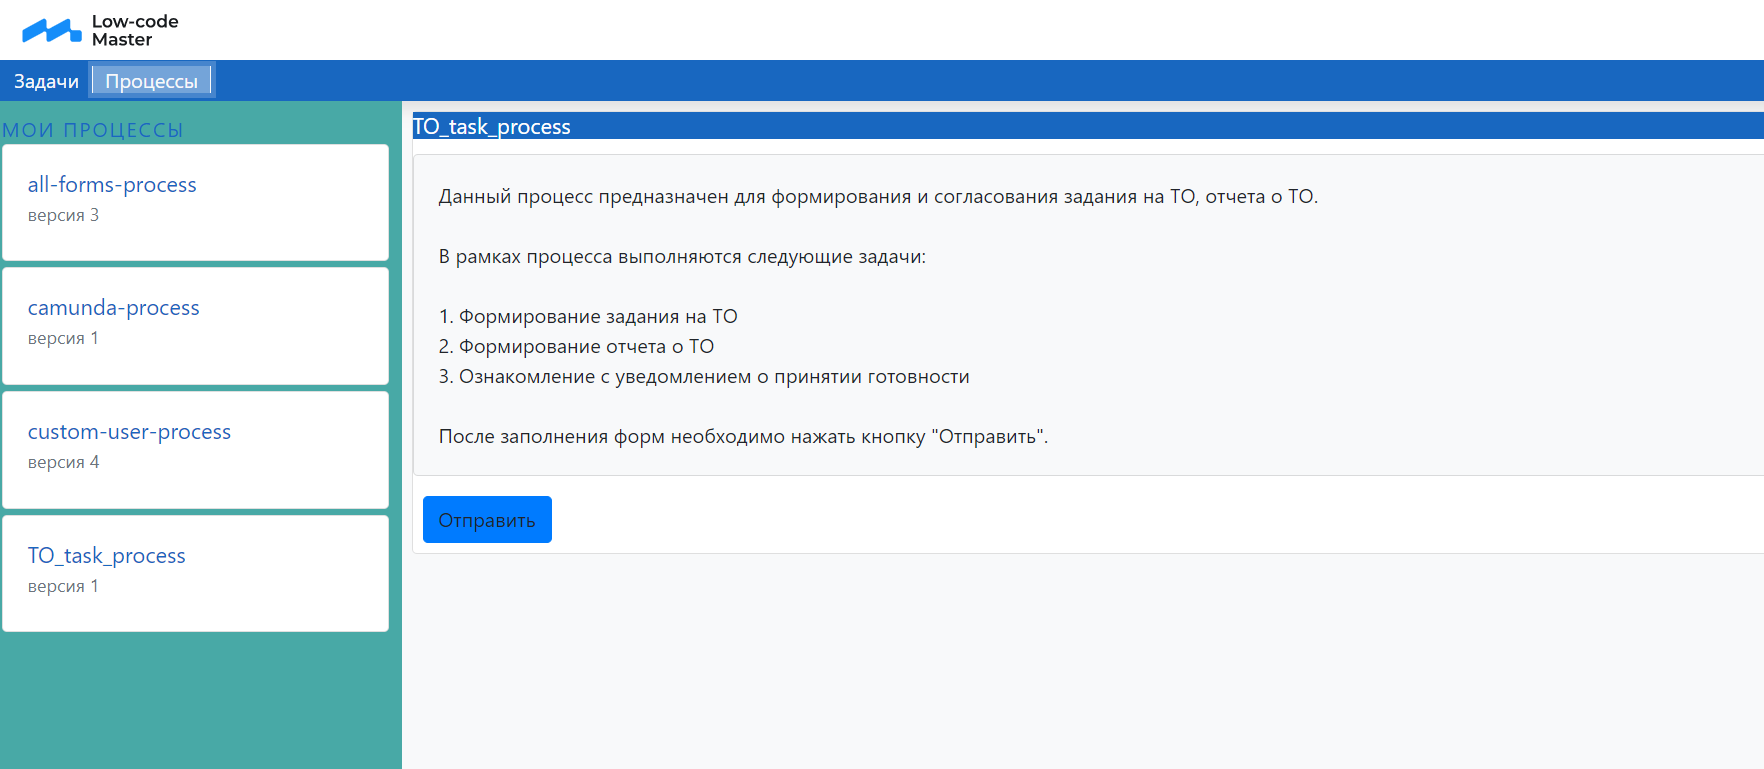 Low-code
Master
Задачи
Процессы
МОИ ПРОЦЕССЫ
all-forms-process
версия 3
camunda-process
версия 1
custom-user-process
версия 4
TO_task_process
версия 1
TO_task_process
Данный процесс предназначен для формирования и согласования задания на ТО, отчета о ТО.
В рамках процесса выполняются следующие задачи:
1. Формирование задания на ТО
2. Формирование отчета о ТО
3. Ознакомление с уведомлением о принятии готовности
После заполнения форм необходимо нажать кнопку "Отправить".
Отправить